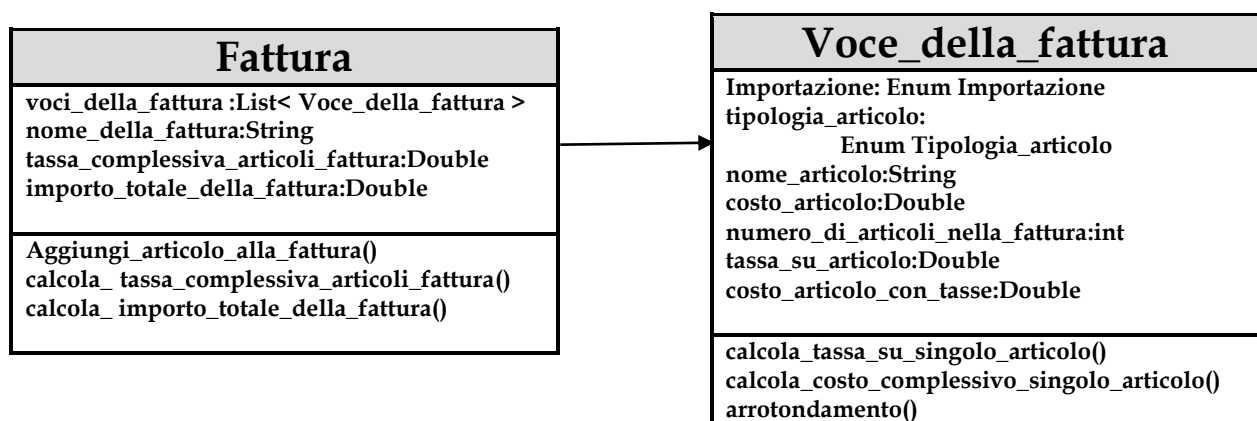 Fattura
voci_della_fattura :List< Voce_della_fattura >
nome_della_fattura:String
tassa_complessiva_articoli_fattura:Double
importo_totale_della_fattura:Double
Aggiungi_articolo_alla_fattura()
calcola_ tassa_complessiva_articoli_fattura()
calcola_ importo_totale_della_fattura()
Voce_della_fattura
Importazione: Enum Importazione
tipologia_articolo:
Enum Tipologia_articolo
nome_articolo:String
costo_articolo:Double
numero_di_articoli_nella_fattura:int
tassa_su_articolo:Double
costo_articolo_con_tasse:Double
calcola_tassa_su_singolo_articolo()
calcola_costo_complessivo_singolo_articolo()
arrotondamento()